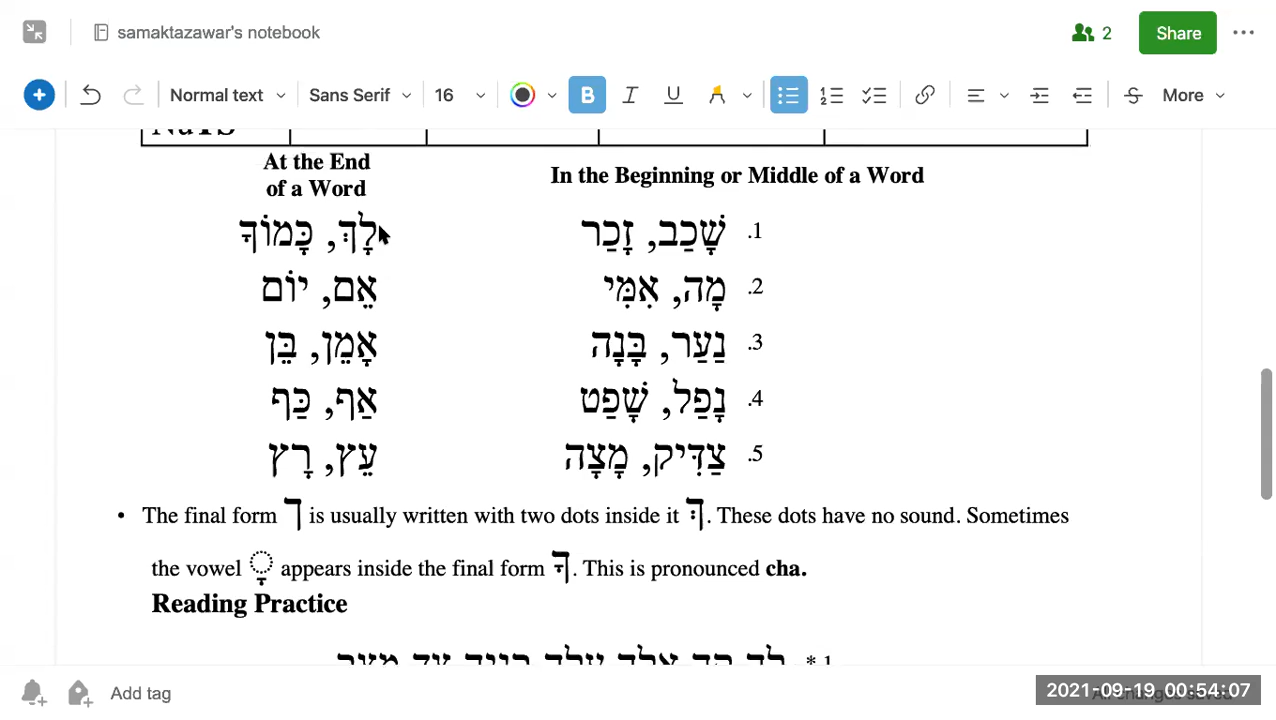 samaktazawar's notebook
2
Share
Normal text
Sans Serif
16
B
I
U
More
At the End
of a Word
In the Beginning or Middle of a Word
1. שָׁכַב, זָכַר
לָךְ, כָּמוֹךָ
2. מָה, אִמִּי
אֵם, יוֹם
3. נַעַר, בָּנָה
אָמֵן, בֵּן
4. נָפַל, שָׁפַט
אַף, כַּף
5. צַדִּיק, מָצָה
עֵץ, רָץ
• The final form ך is usually written with two dots inside it ךְ. These dots have no sound. Sometimes
the vowel ָ appears inside the final form ךָ. This is pronounced cha.
Reading Practice
Add tag
2021-09-19 00:54:07